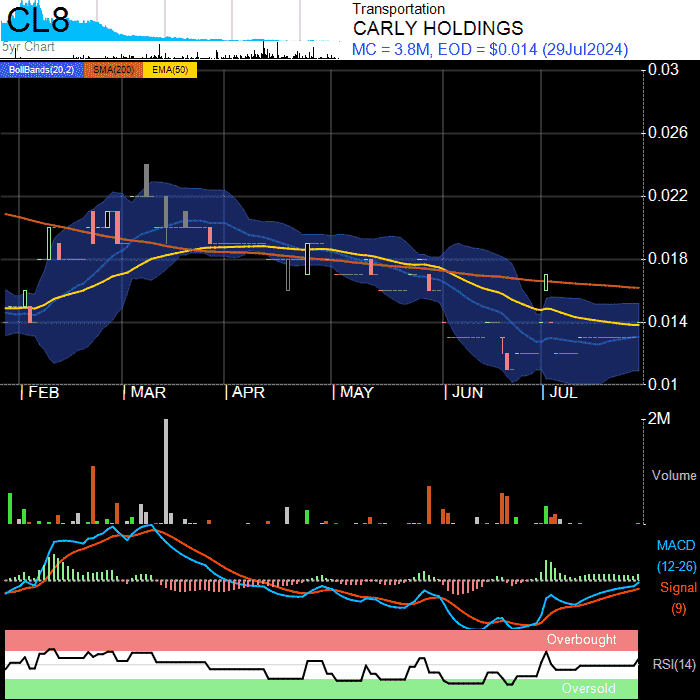 CL8
5yr Chart
Transportation
CARLY HOLDINGS
MC = 3.8M, EOD = $0.014 (29Jul2024)
BollBands(20,2) SMA(200) EMA(50)
0.03
0.026
0.022
0.018
0.014
0.01
FEB MAR APR MAY JUN JUL
2M
Volume
MACD
(12-26)
Signal
(9)
Overbought
RSI(14)
Oversold